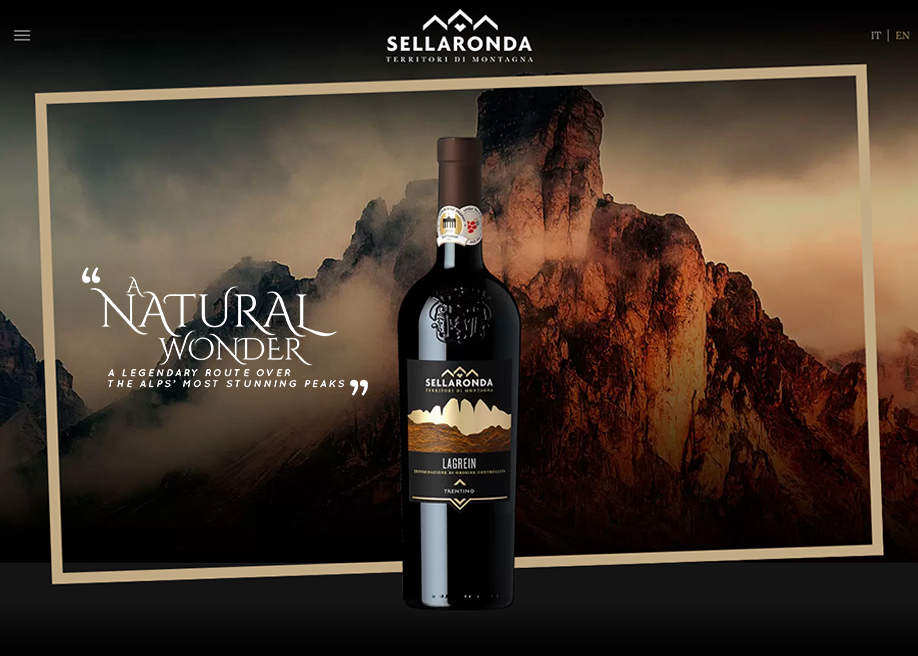 SELLARONDA
TERRITORI DI MONTAGNA
IT | EN
“A
NATURAL
WONDER
A LEGENDARY ROUTE OVER
THE ALPS’ MOST STUNNING PEAKS”
SELLARONDA
TERRITORI DI MONTAGNA
LAGREIN
DENOMINAZIONE DI ORIGINE CONTROLLATA
TRENTINO